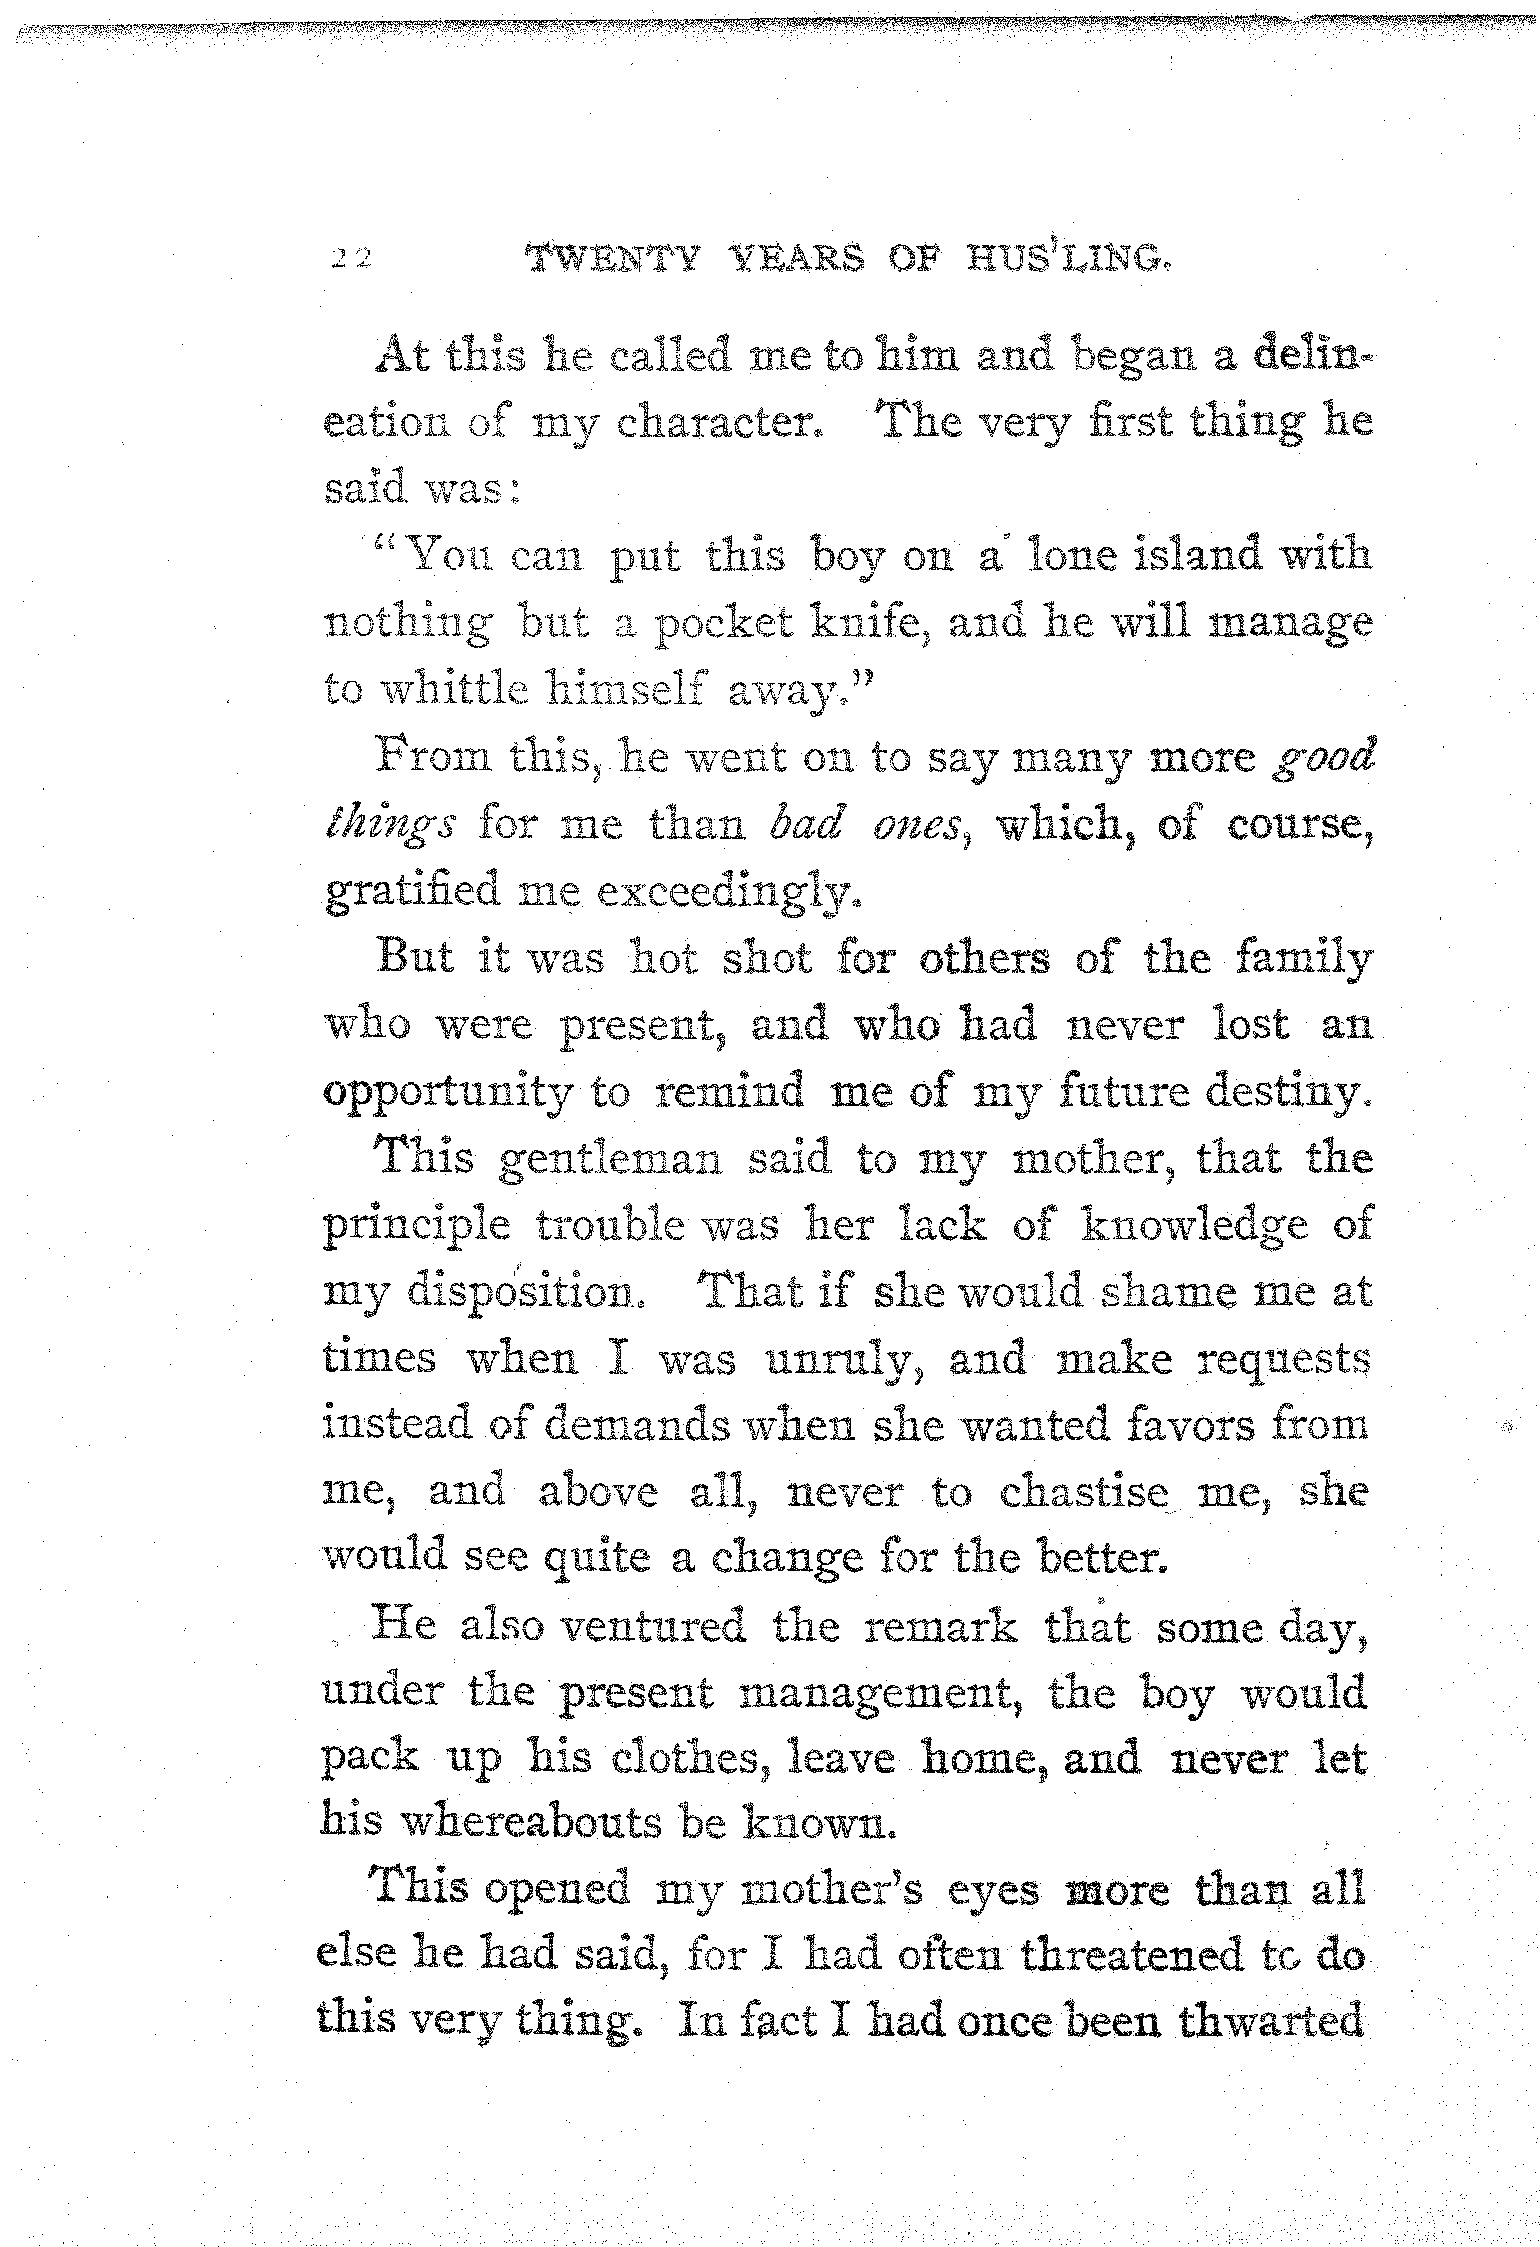 22 TWENTY YEARS OF HUS'LING.
At this he called me to him and began a delin-
eation of my character. The very first thing he
said was:
"You can put this boy on a lone island with
nothing but a pocket knife, and he will manage
to whittle himself away."
From this, he went on to say many more good
things for me than bad ones, which, of course,
gratified me exceedingly.
But it was hot shot for others of the family
who were present, and who had never lost an
opportunity to remind me of my future destiny.
This gentleman said to my mother, that the
principle trouble was her lack of knowledge of
my disposition. That if she would shame me at
times when I was unruly, and make requests
instead of demands when she wanted favors from
me, and above all, never to chastise me, she
would see quite a change for the better.
He also ventured the remark that some day,
under the present management, the boy would
pack up his clothes, leave home, and never let
his whereabouts be known.
This opened my mother's eyes more than all
else he had said, for I had often threatened to do
this very thing. In fact I had once been thwarted